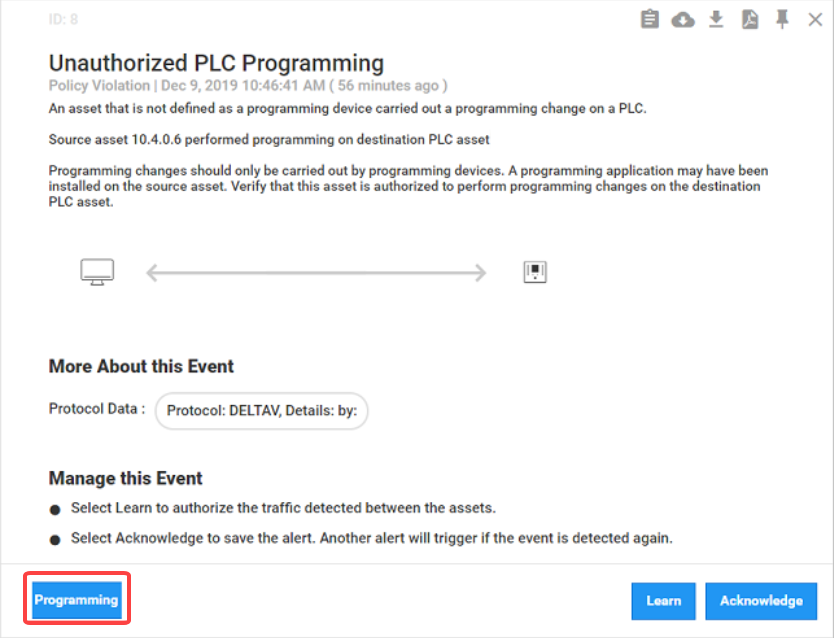 ID: 8
Unauthorized PLC Programming
Policy Violation | Dec 9, 2019 10:46:41 AM ( 56 minutes ago )
An asset that is not defined as a programming device carried out a programming change on a PLC.
Source asset 10.4.0.6 performed programming on destination PLC asset
Programming changes should only be carried out by programming devices. A programming application may have been
installed on the source asset. Verify that this asset is authorized to perform programming changes on the destination
PLC asset.
More About this Event
Protocol Data : Protocol: DELTAV, Details: by:
Manage this Event
● Select Learn to authorize the traffic detected between the assets.
● Select Acknowledge to save the alert. Another alert will trigger if the event is detected again.
Programming Learn Acknowledge